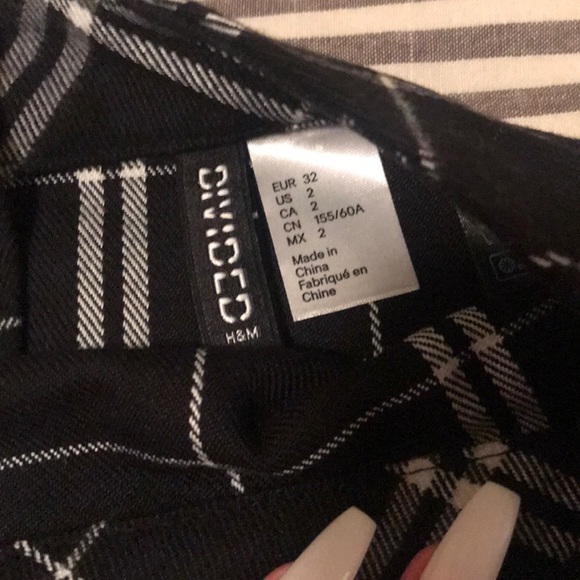 DIVIDED
H&M
EUR 32
US 2
CA 2
CN 155/60A
MX 2
Made in
China
Fabriqué en
Chine